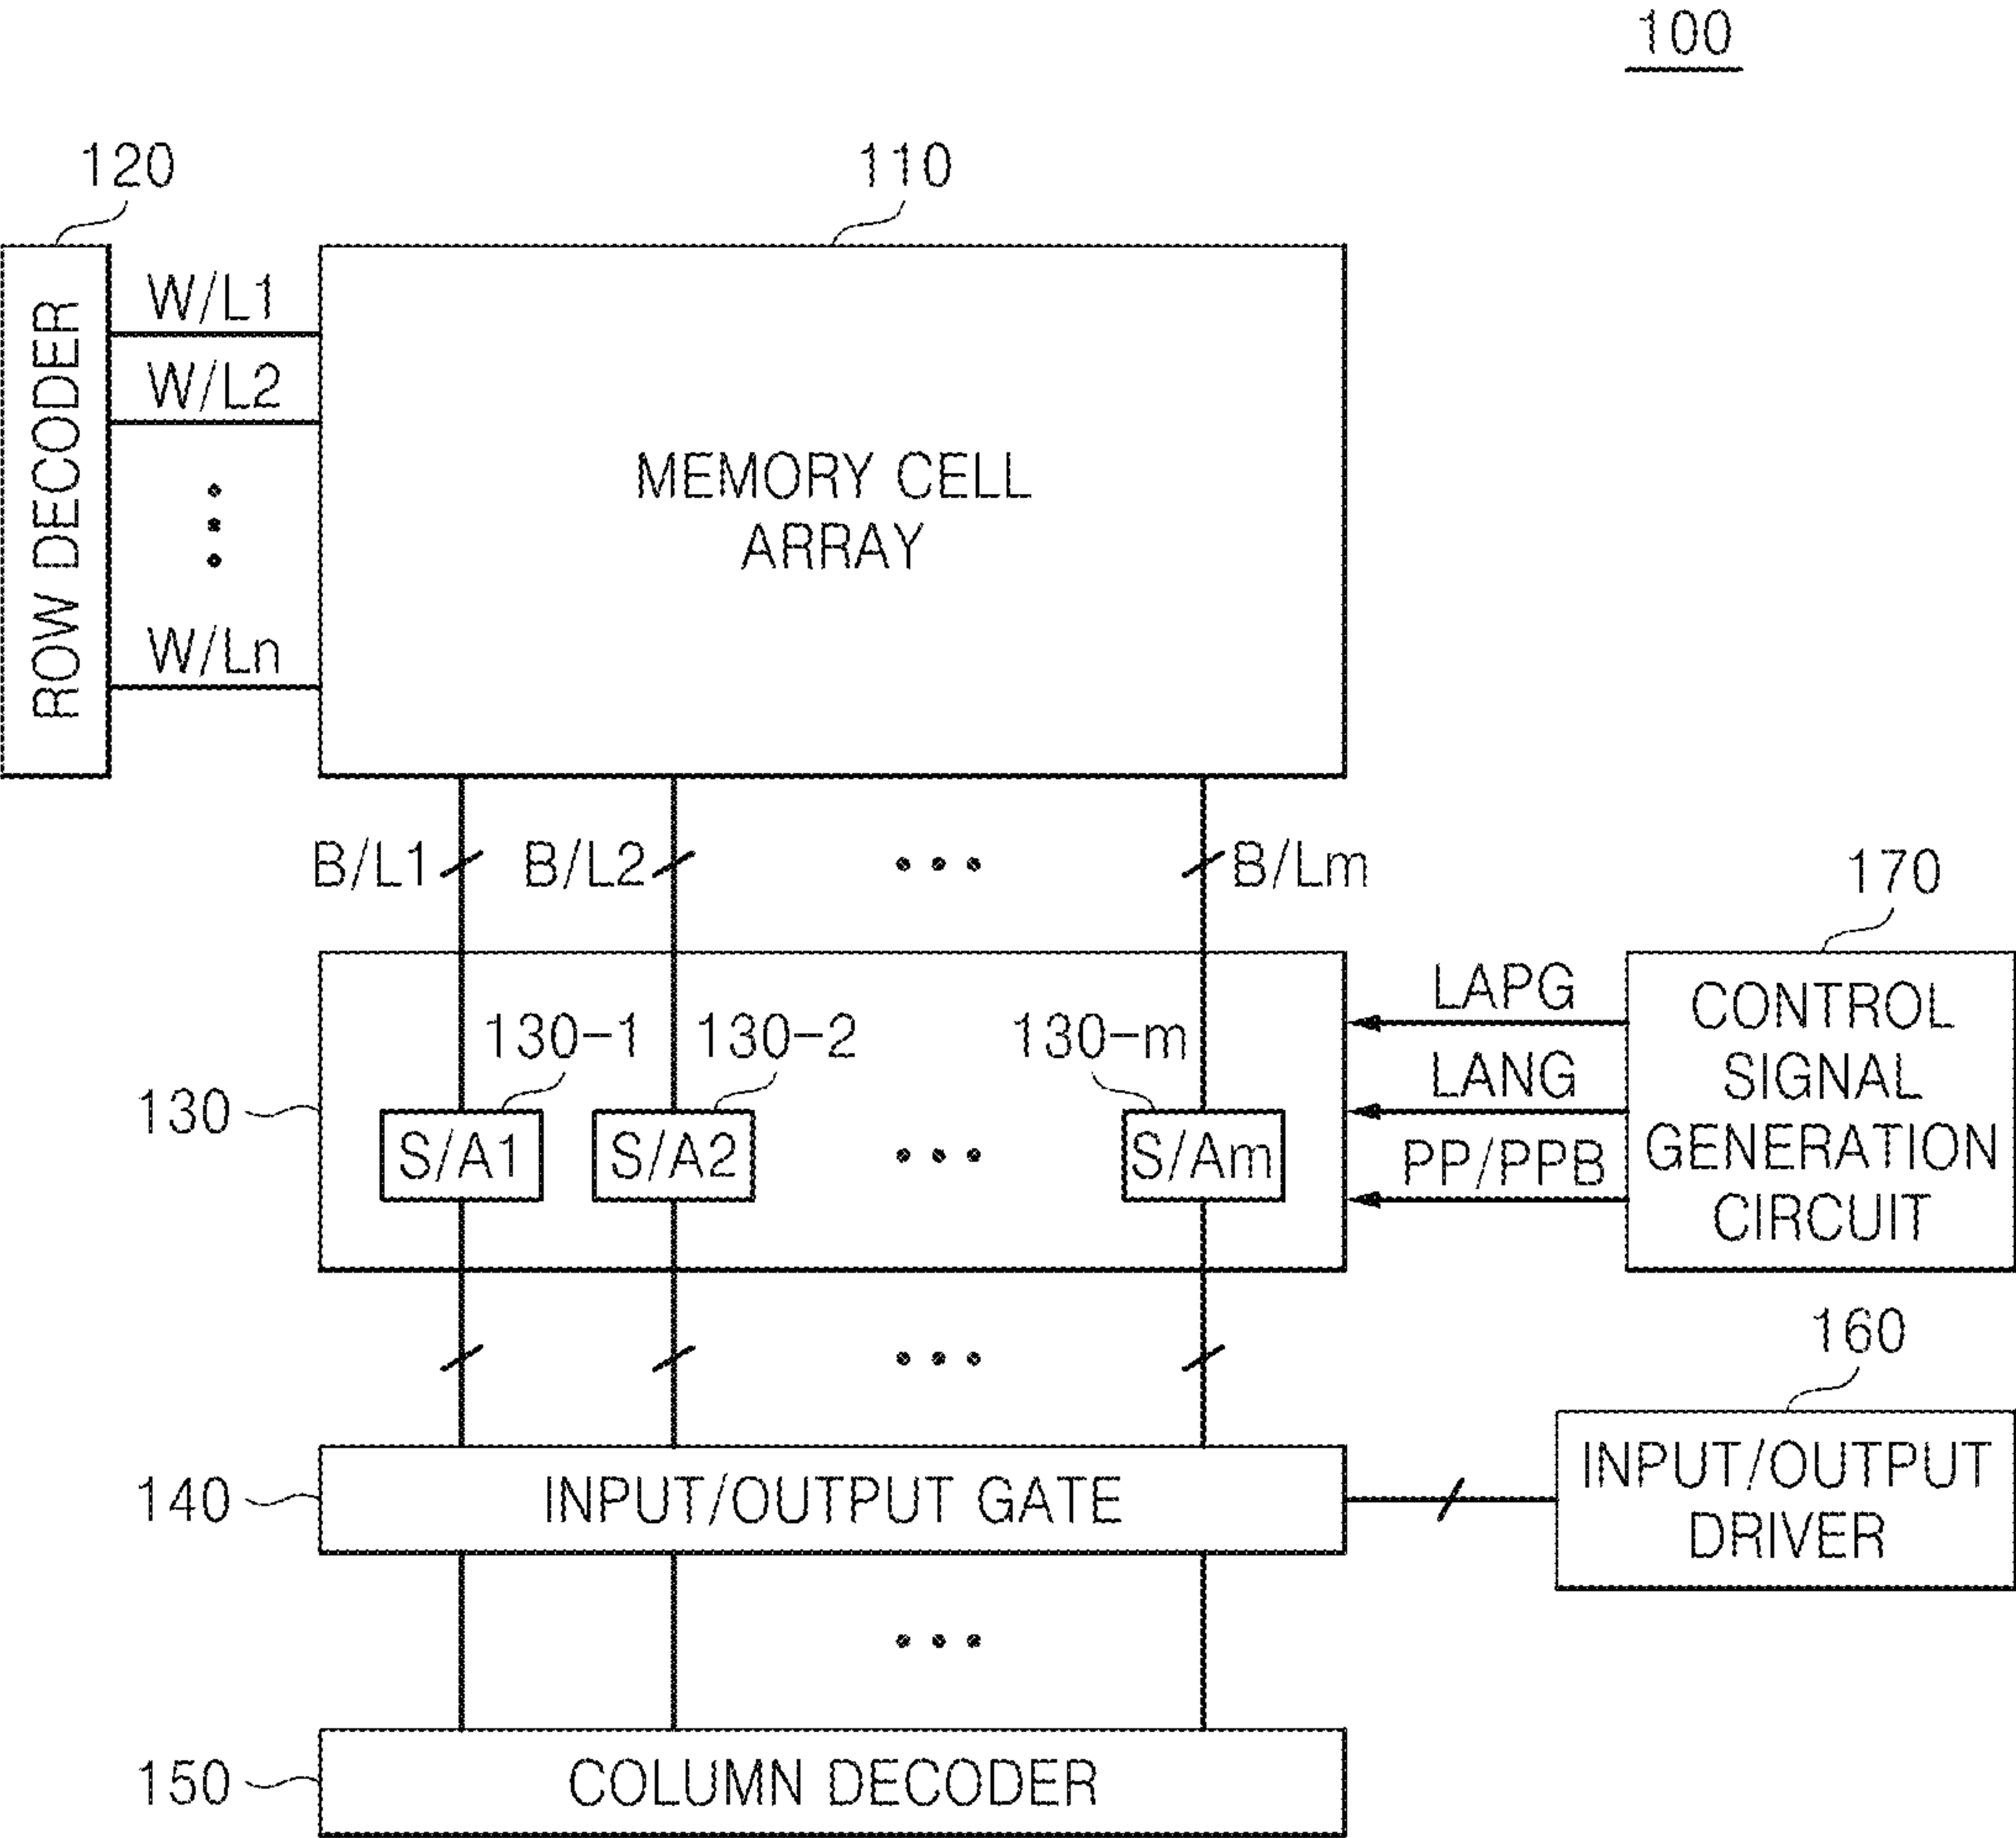 100
120
110
W/L1
W/L2
W/Ln
ROW DECODER
MEMORY CELL
ARRAY
B/L1
B/L2
B/Lm
170
LAPG
LANG
PP/PPB
CONTROL
SIGNAL
GENERATION
CIRCUIT
130-1
130-2
130-m
130
S/A1
S/A2
S/Am
160
140
INPUT/OUTPUT GATE
INPUT/OUTPUT
DRIVER
150
COLUMN DECODER